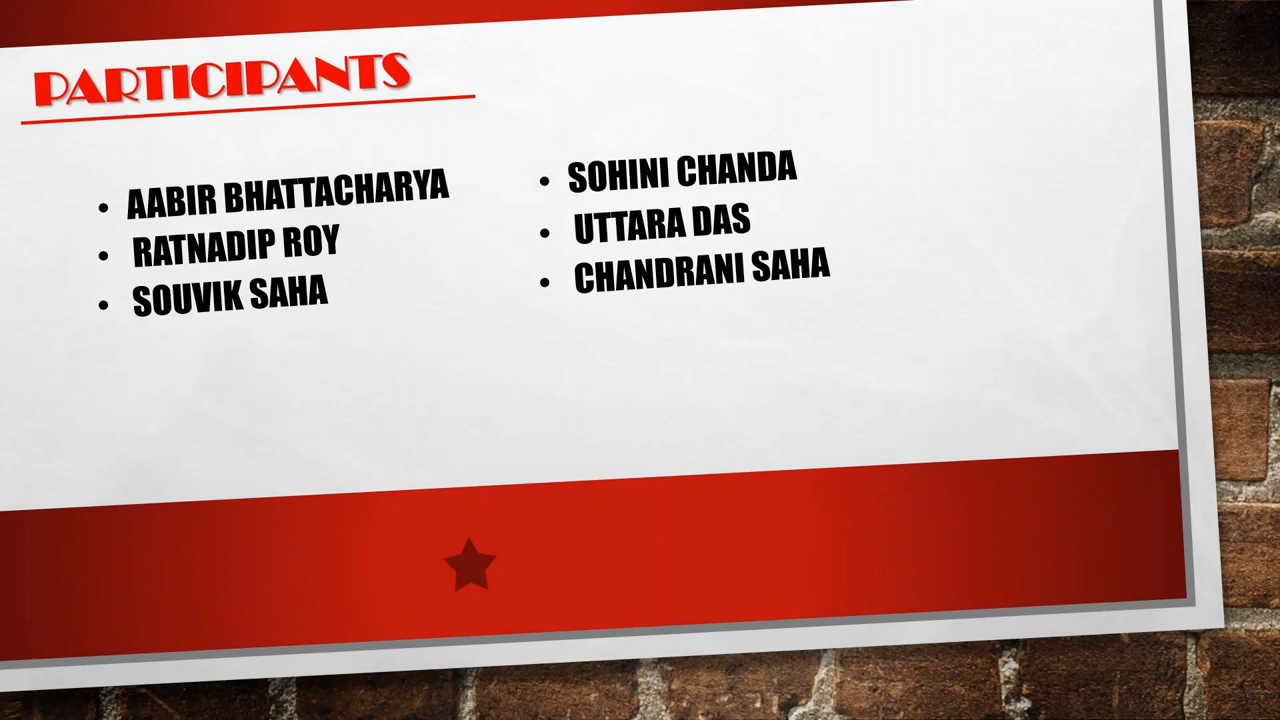 PARTICIPANTS
• AABIR BHATTACHARYA
• RATNADIP ROY
• SOUVIK SAHA
• SOHINI CHANDA
• UTTARA DAS
• CHANDRANI SAHA